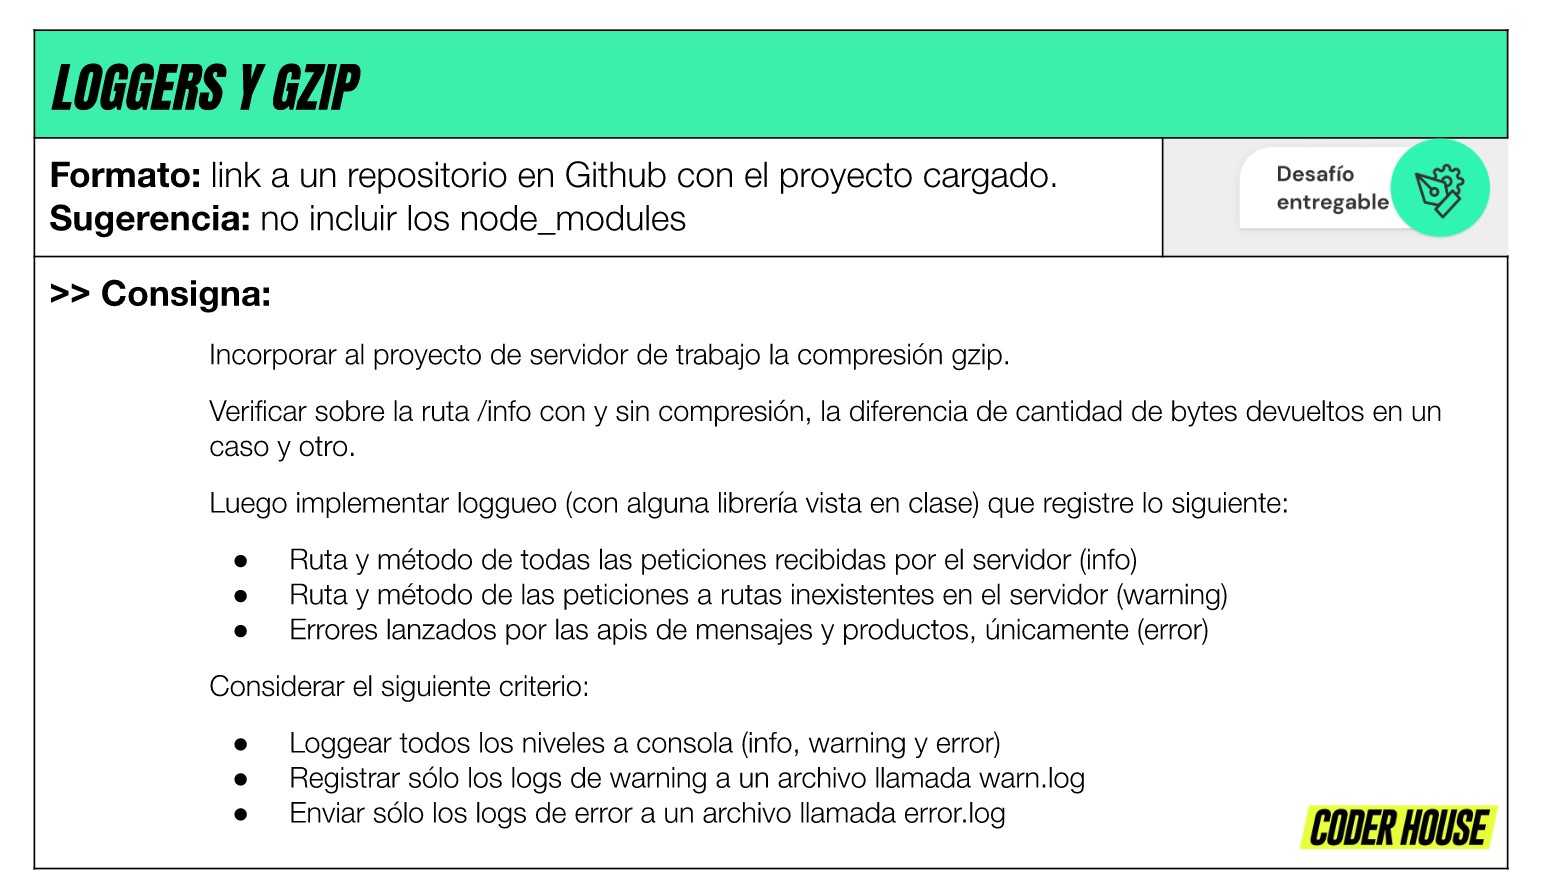 LOGGERS Y GZIP
Formato: link a un repositorio en Github con el proyecto cargado.
Sugerencia: no incluir los node_modules
Desafío
entregable
>> Consigna:
Incorporar al proyecto de servidor de trabajo la compresión gzip.
Verificar sobre la ruta /info con y sin compresión, la diferencia de cantidad de bytes devueltos en un
caso y otro.
Luego implementar loggueo (con alguna librería vista en clase) que registre lo siguiente:
● Ruta y método de todas las peticiones recibidas por el servidor (info)
● Ruta y método de las peticiones a rutas inexistentes en el servidor (warning)
● Errores lanzados por las apis de mensajes y productos, únicamente (error)
Considerar el siguiente criterio:
● Loggear todos los niveles a consola (info, warning y error)
● Registrar sólo los logs de warning a un archivo llamada warn.log
● Enviar sólo los logs de error a un archivo llamada error.log
CODER HOUSE